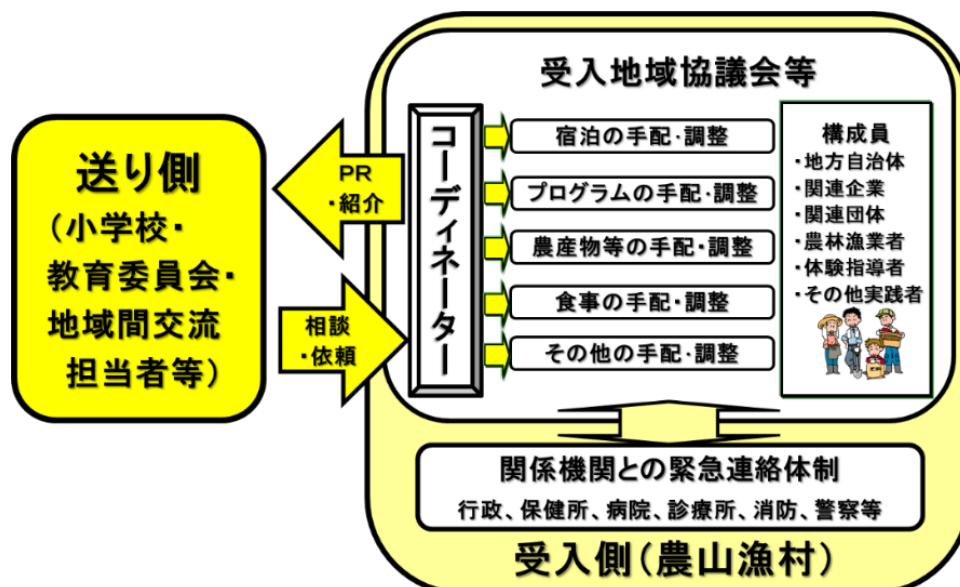 送り側
(小学校・
教育委員会・
地域間交流
担当者等)
PR
・紹介
相談
・依頼
受入地域協議会等
コーディネーター
宿泊の手配・調整
プログラムの手配・調整
農産物等の手配・調整
食事の手配・調整
その他の手配・調整
構成員
・地方自治体
・関連企業
・関連団体
・農林漁業者
・体験指導者
・その他実践者
関係機関との緊急連絡体制
行政、保健所、病院、診療所、消防、警察等
受入側(農山漁村)